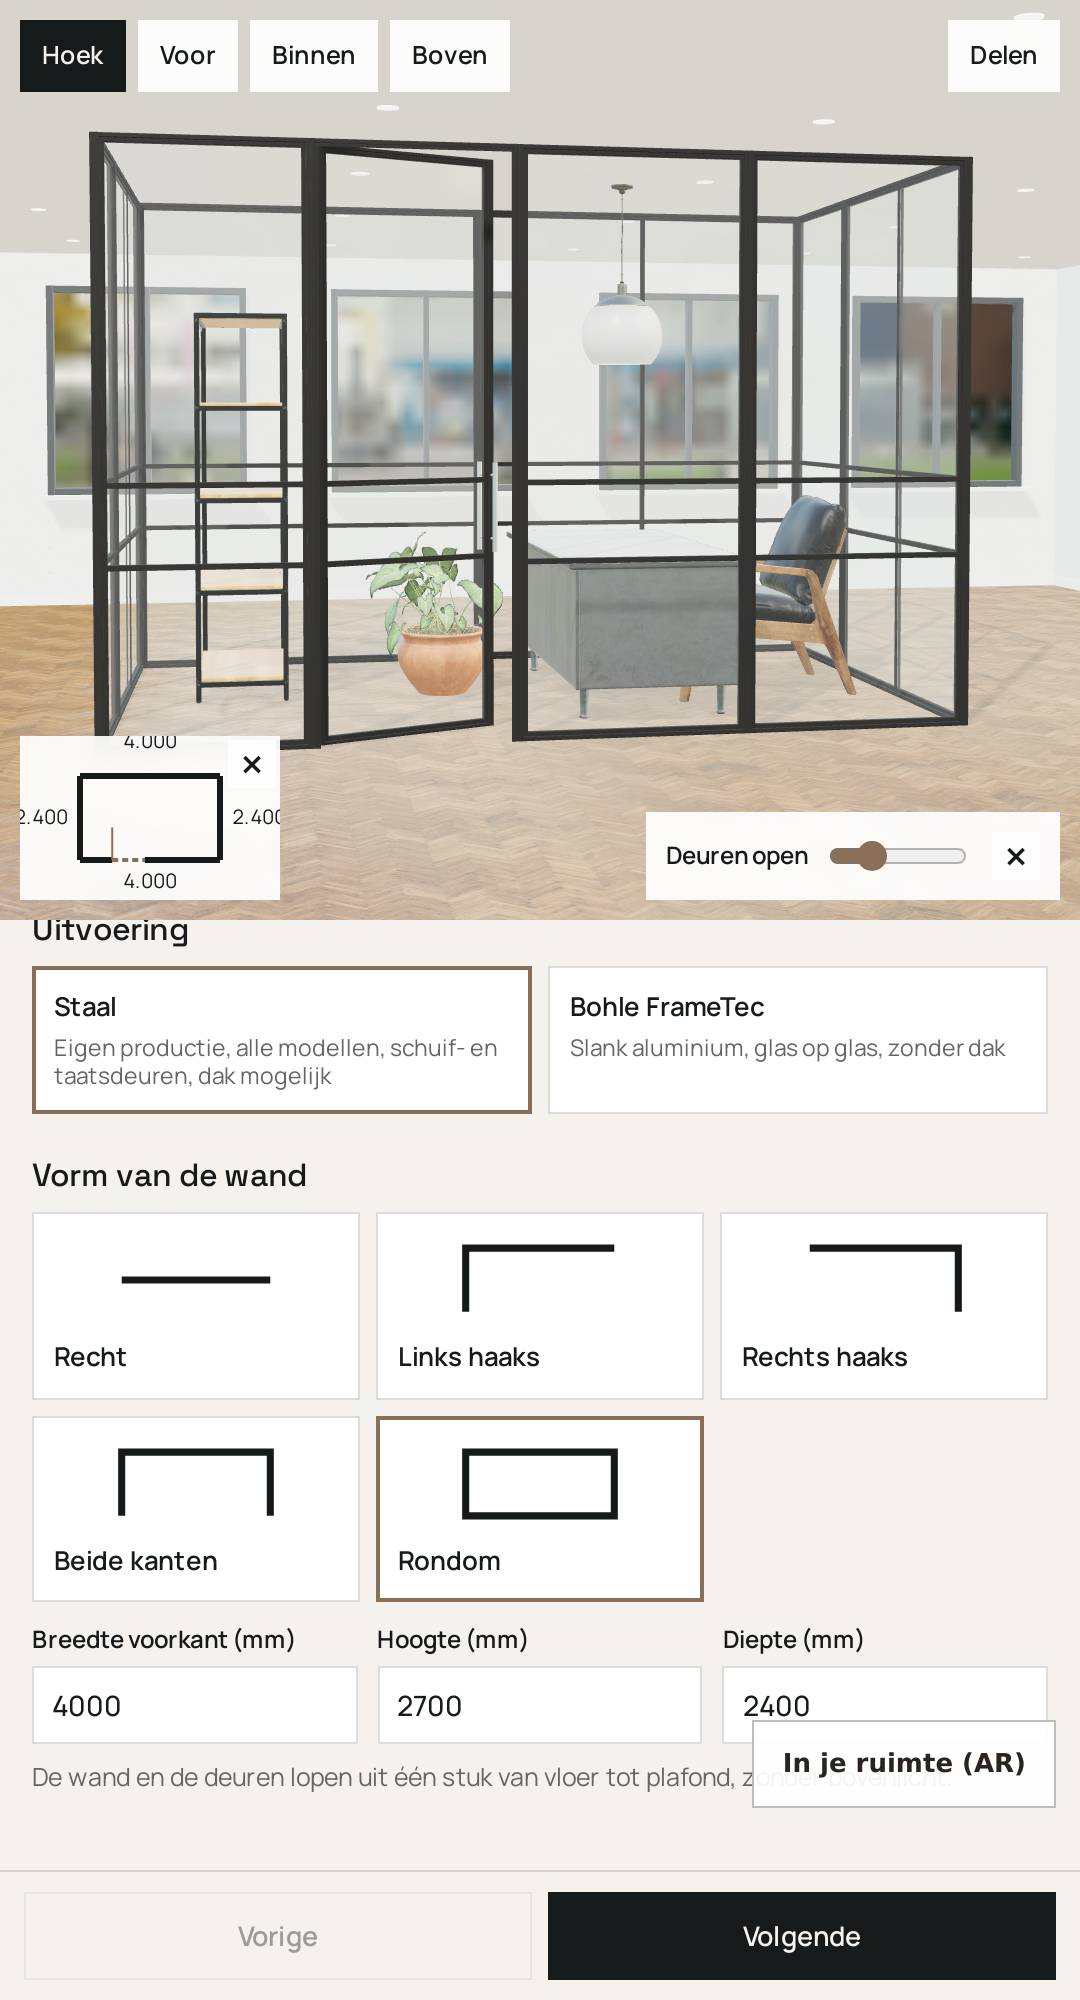 Hoek
Voor
Binnen
Boven
Delen
4.000
2.400
2.400
4.000
Deuren open
Uitvoering
Staal
Eigen productie, alle modellen, schuif- en
taatsdeuren, dak mogelijk
Bohle FrameTec
Slank aluminium, glas op glas, zonder dak
Vorm van de wand
Recht
Links haaks
Rechts haaks
Beide kanten
Rondom
Breedte voorkant (mm)
Hoogte (mm)
Diepte (mm)
4000
2700
2400
De wand en de deuren lopen uit één stuk van vloer tot plafond, zonder bovenlicht.
In je ruimte (AR)
Vorige
Volgende